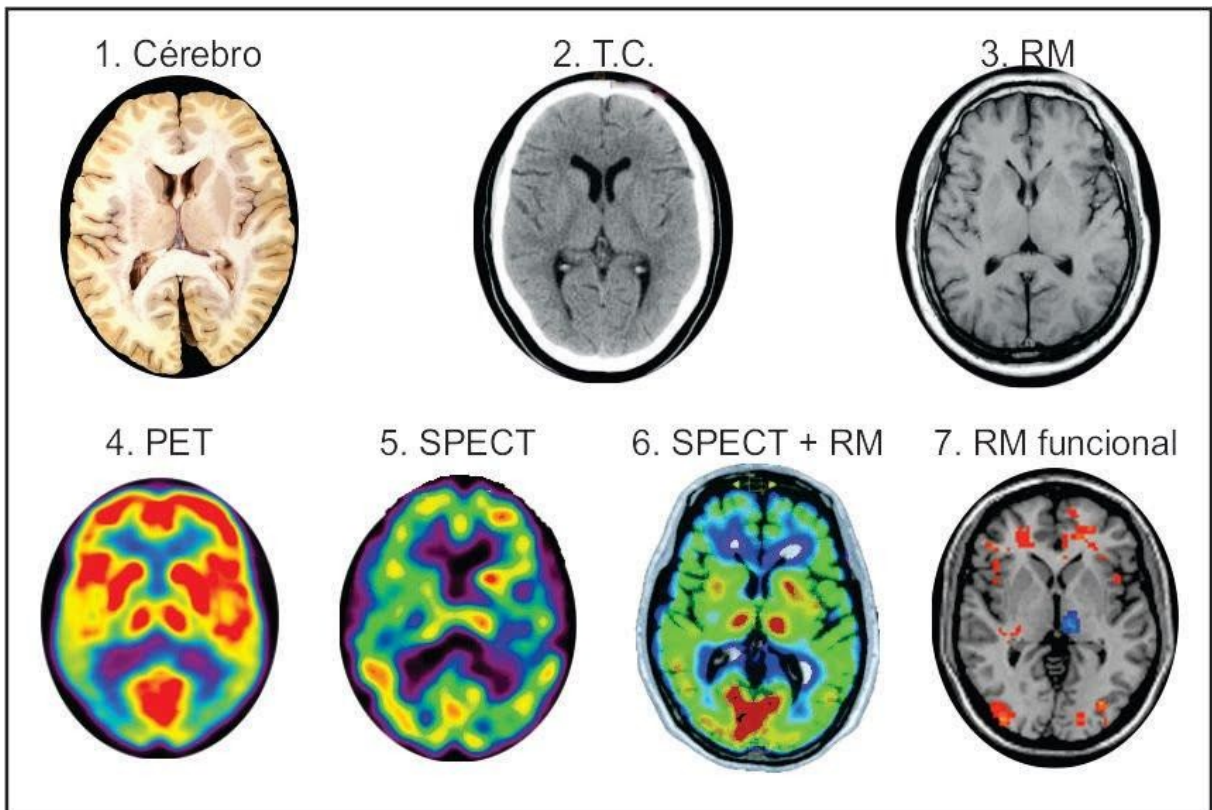 1. Cérebro
2. T.C.
3. RM
4. PET
5. SPECT
6. SPECT + RM
7. RM funcional